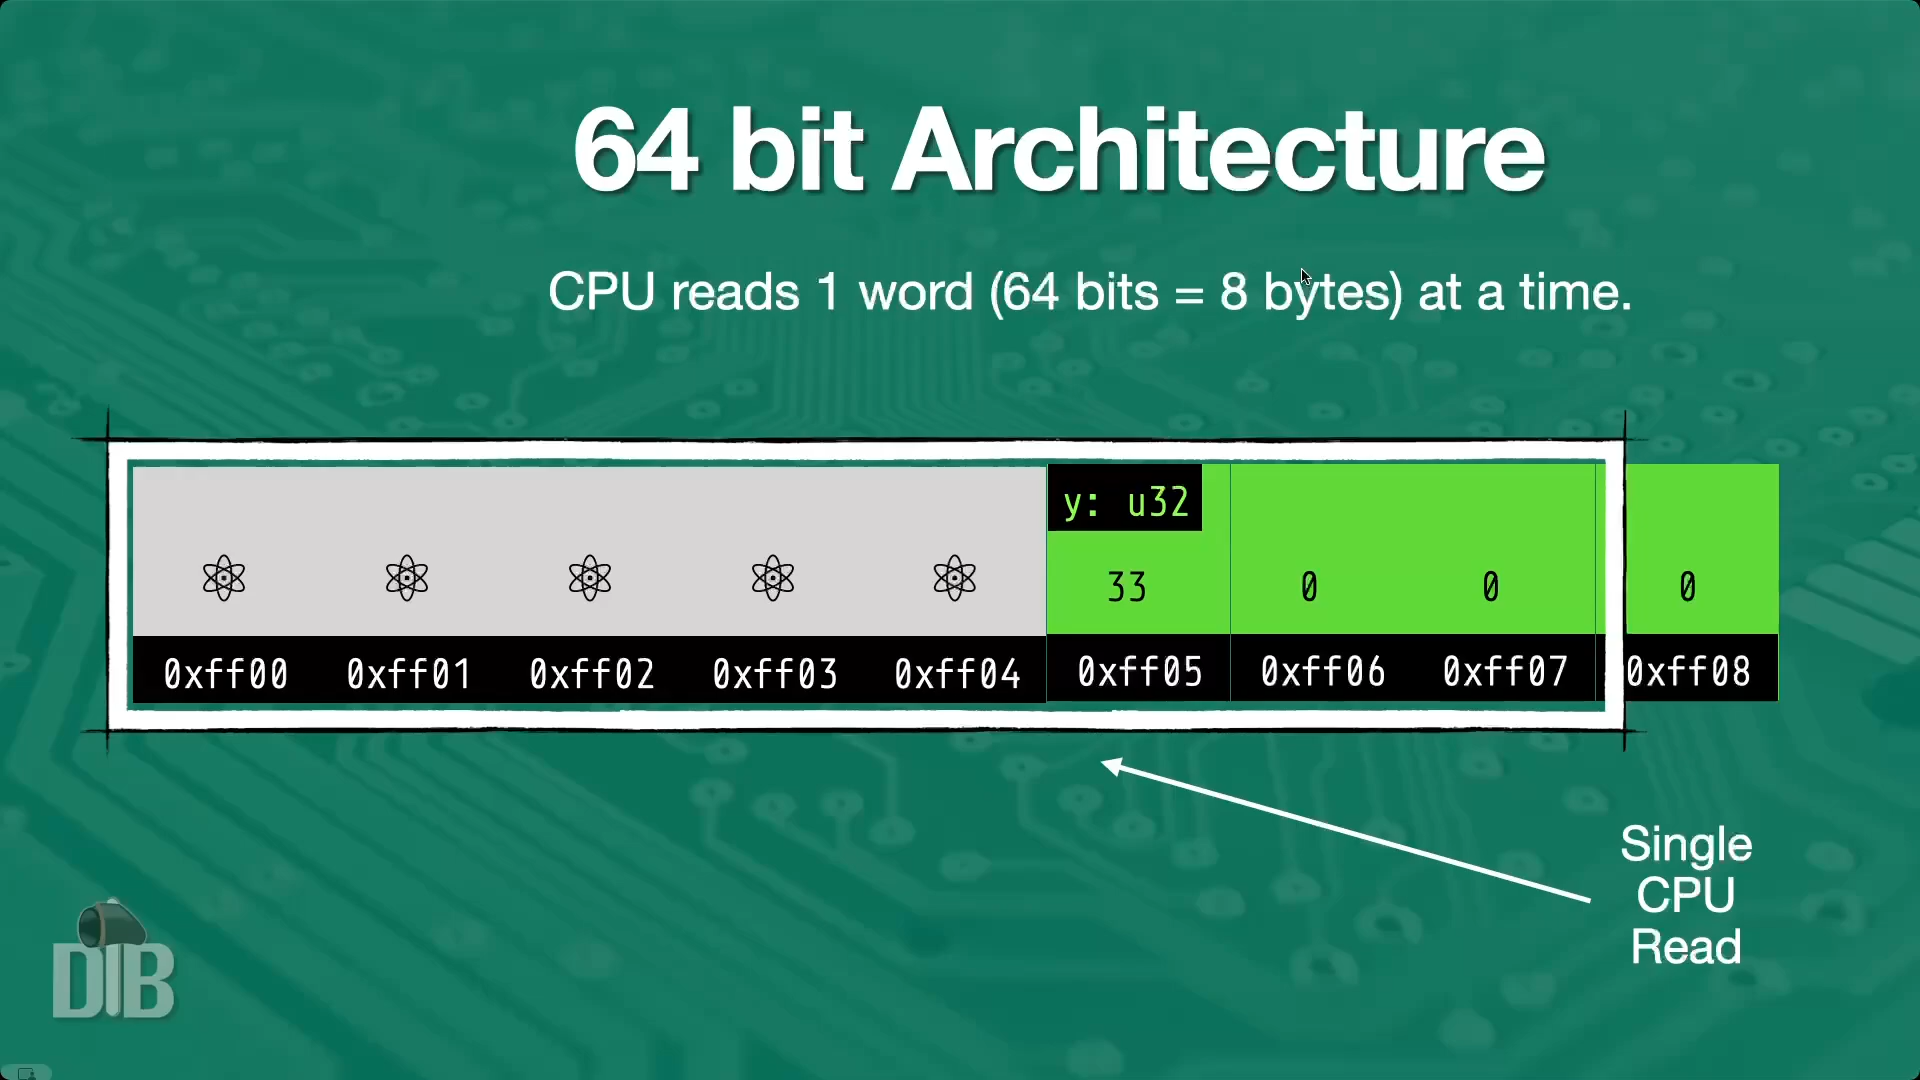 64 bit Architecture
CPU reads 1 word (64 bits = 8 bytes) at a time.
y: u32
33 0 0 0
0xff00 0xff01 0xff02 0xff03 0xff04 0xff05 0xff06 0xff07 0xff08
Single
CPU
Read
DIB